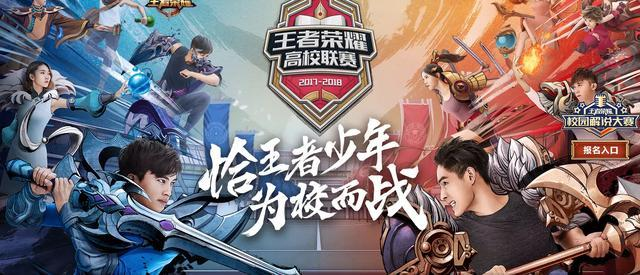 王者荣耀
王者荣耀
高校联赛
2017-2018
王者荣耀
校园解说大赛
报名入口
恰王者少年
为校而战